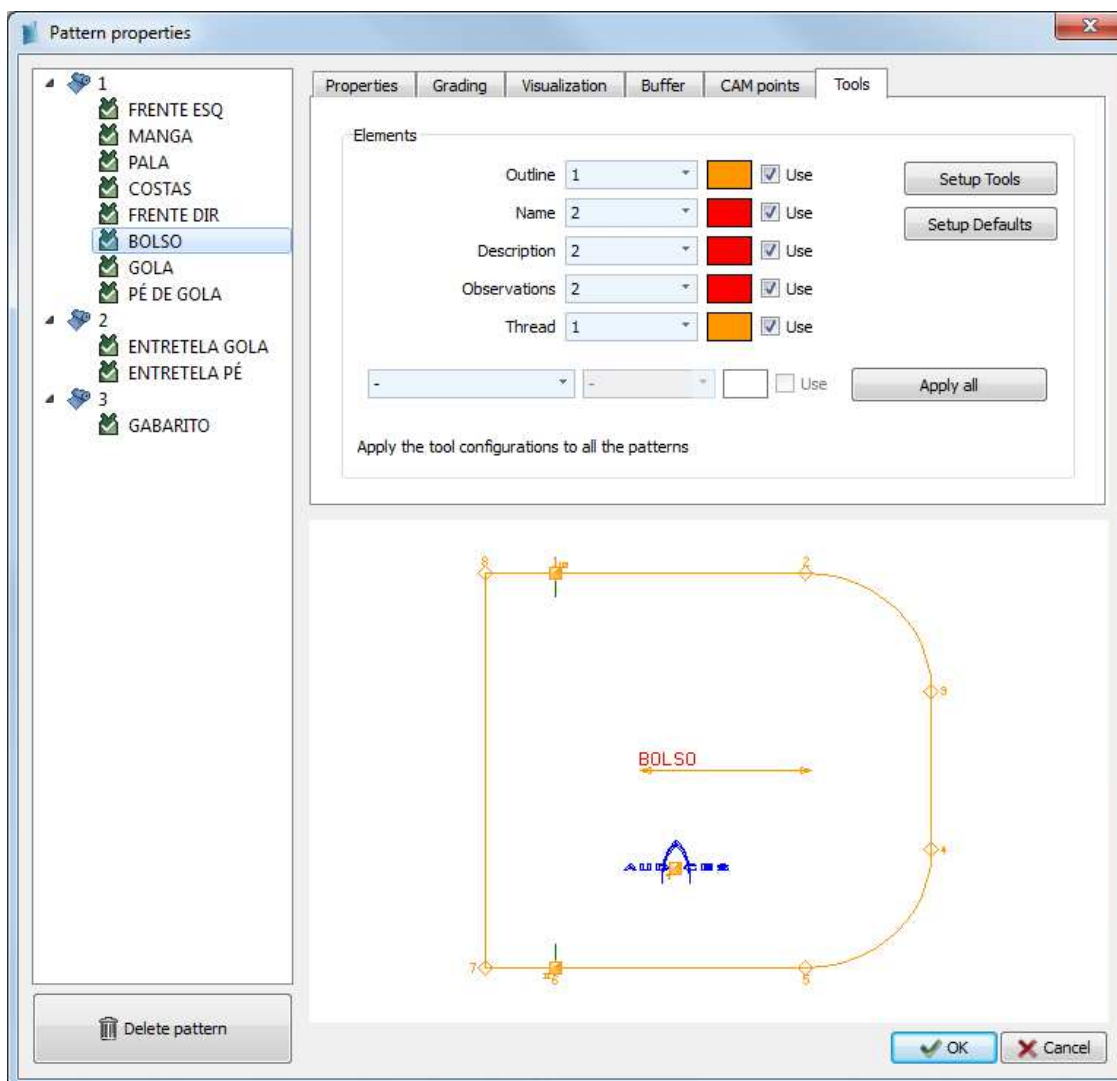 Pattern properties
1
FRENTE ESQ
MANGA
PALA
COSTAS
FRENTE DIR
BOLSO
GOLA
PÉ DE GOLA
2
ENTRETELA GOLA
ENTRETELA PÉ
3
GABARITO
Delete pattern
Properties Grading Visualization Buffer CAM points Tools
Elements
Outline 1 Use
Name 2 Use
Description 2 Use
Observations 2 Use
Thread 1 Use
Setup Tools
Setup Defaults
- - Use Apply all
Apply the tool configurations to all the patterns
8 1 2
9
BOLSO
4
7 6 5
OK Cancel